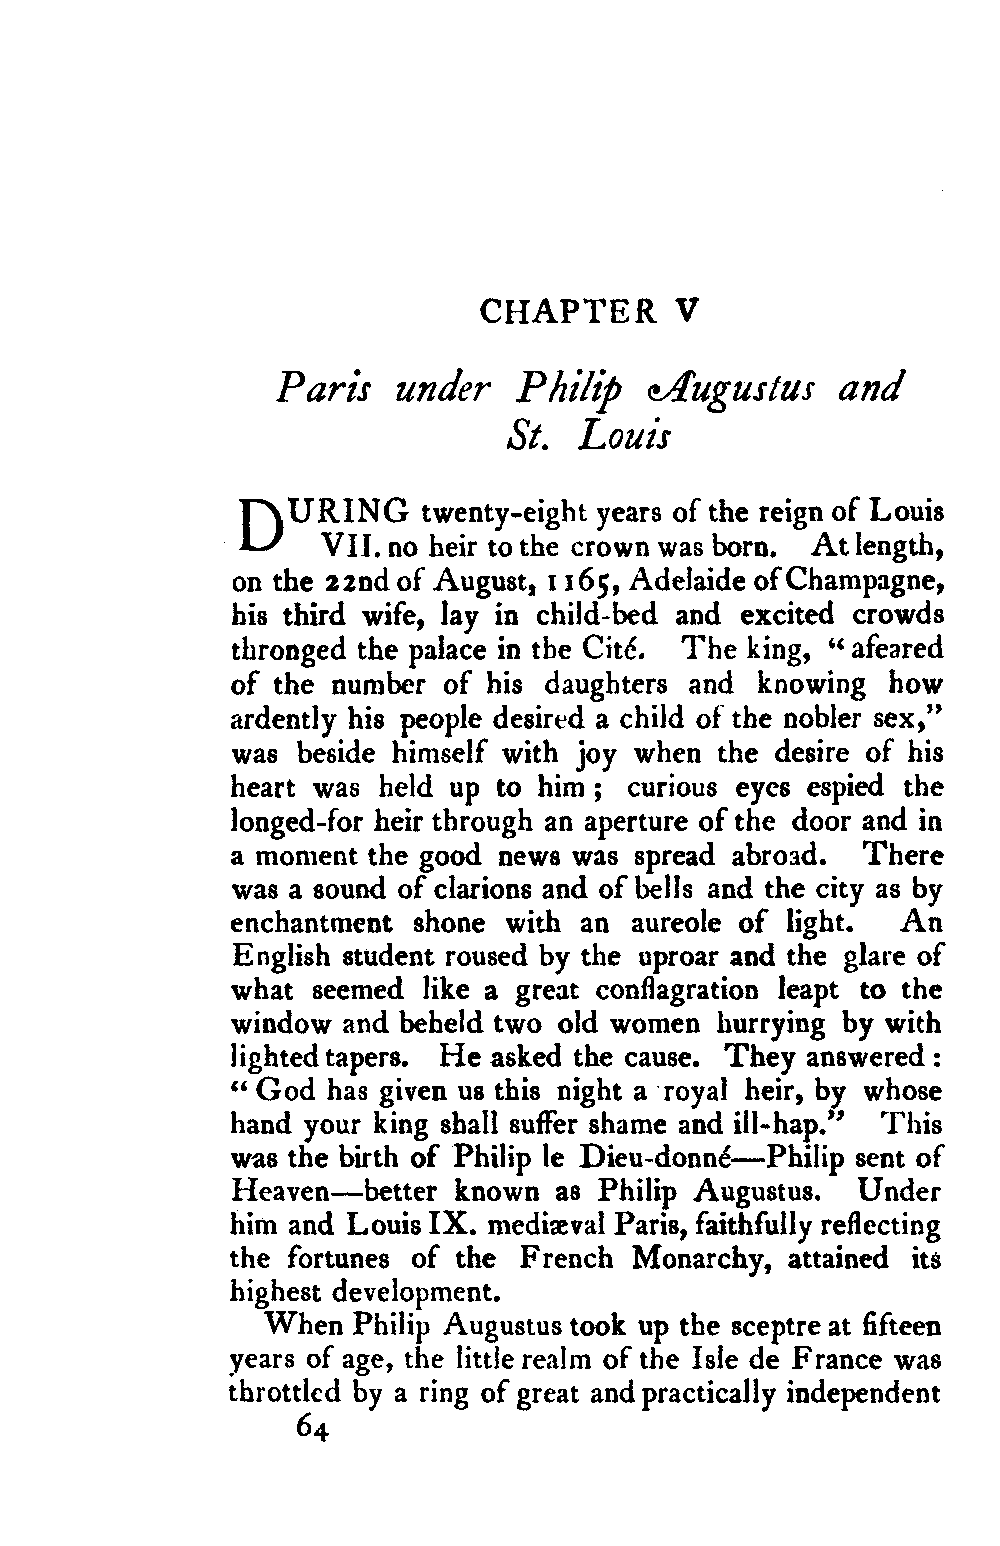 CHAPTER V
Paris under Philip Augustus and
St. Louis
DURING twenty-eight years of the reign of Louis
VII. no heir to the crown was born. At length,
on the 22nd of August, 1165, Adelaide of Champagne,
his third wife, lay in child-bed and excited crowds
thronged the palace in the Cité. The king, “afeared
of the number of his daughters and knowing how
ardently his people desired a child of the nobler sex,”
was beside himself with joy when the desire of his
heart was held up to him; curious eyes espied the
longed-for heir through an aperture of the door and in
a moment the good news was spread abroad. There
was a sound of clarions and of bells and the city as by
enchantment shone with an aureole of light. An
English student roused by the uproar and the glare of
what seemed like a great conflagration leapt to the
window and beheld two old women hurrying by with
lighted tapers. He asked the cause. They answered:
“God has given us this night a royal heir, by whose
hand your king shall suffer shame and ill-hap.” This
was the birth of Philip le Dieu-donné—Philip sent of
Heaven—better known as Philip Augustus. Under
him and Louis IX. mediæval Paris, faithfully reflecting
the fortunes of the French Monarchy, attained its
highest development.
When Philip Augustus took up the sceptre at fifteen
years of age, the little realm of the Isle de France was
throttled by a ring of great and practically independent
64